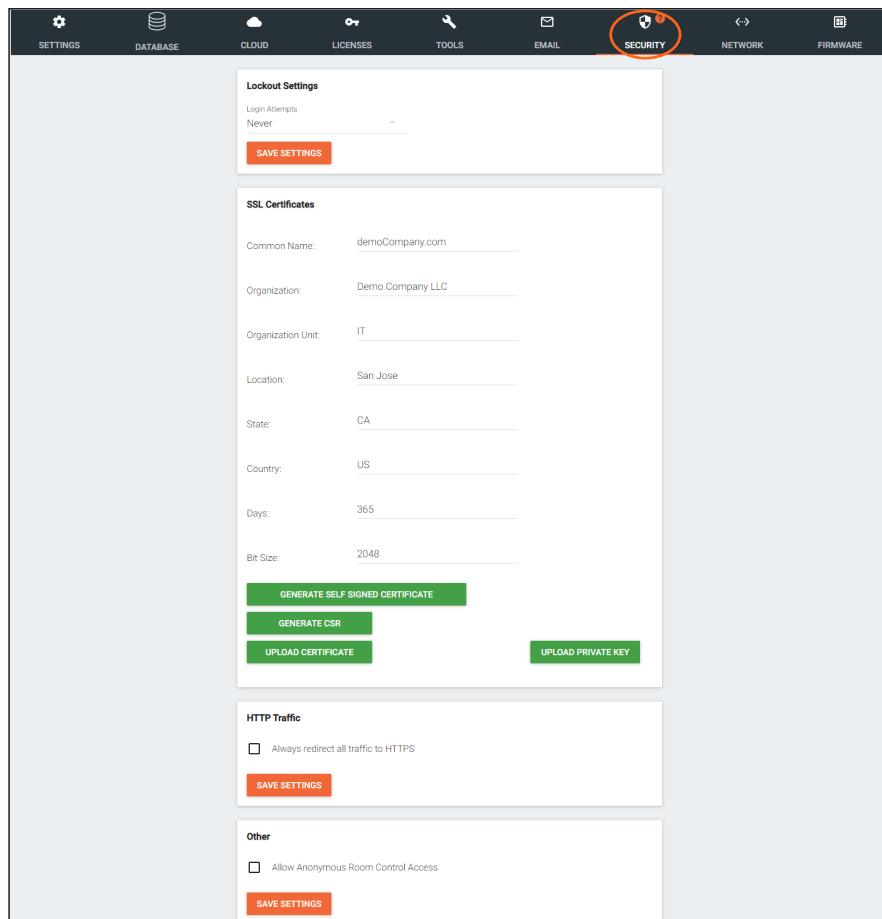 ?
SETTINGS DATABASE CLOUD LICENSES TOOLS EMAIL SECURITY NETWORK FIRMWARE
Lockout Settings
Login Attempts
Never
SAVE SETTINGS
SSL Certificates
Common Name: demoCompany.com
Organization: Demo Company LLC
Organization Unit: IT
Location: San Jose
State: CA
Country: US
Days: 365
Bit Size: 2048
GENERATE SELF SIGNED CERTIFICATE
GENERATE CSR
UPLOAD CERTIFICATE UPLOAD PRIVATE KEY
HTTP Traffic
Always redirect all traffic to HTTPS
SAVE SETTINGS
Other
Allow Anonymous Room Control Access
SAVE SETTINGS